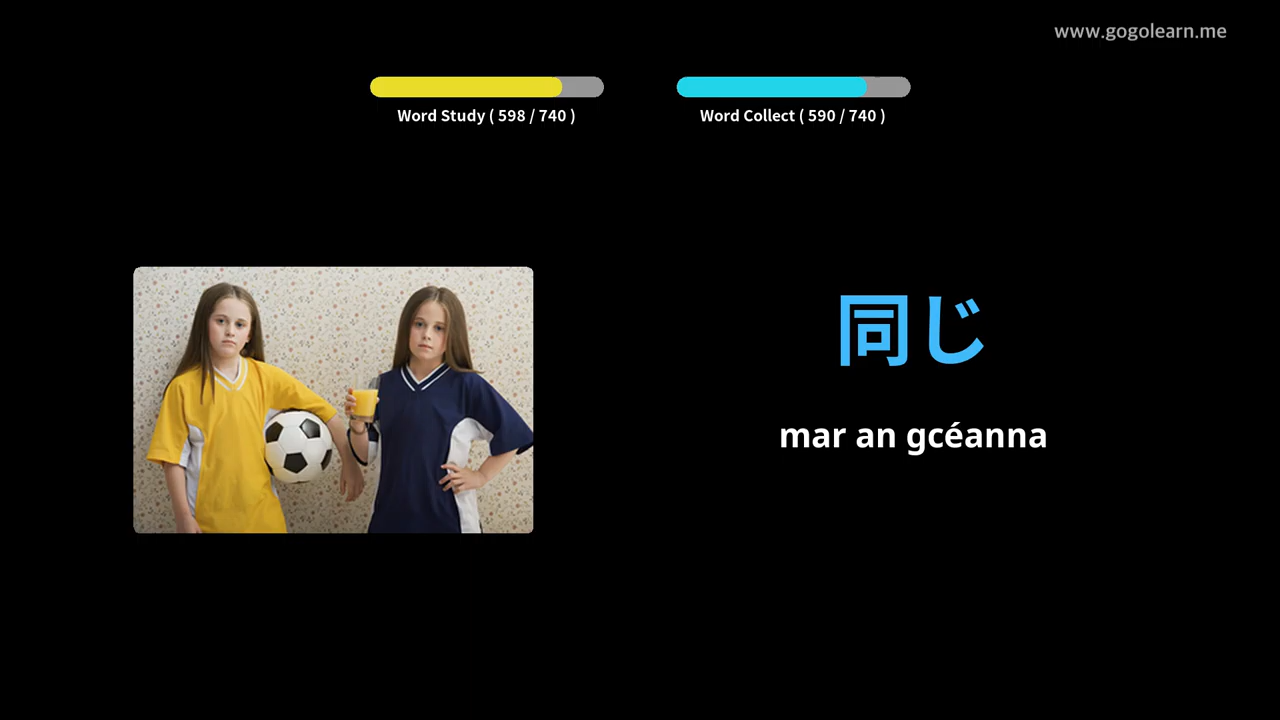 www.gogolearn.me
Word Study ( 598 / 740 )
Word Collect ( 590 / 740 )
同じ
mar an gcéanna